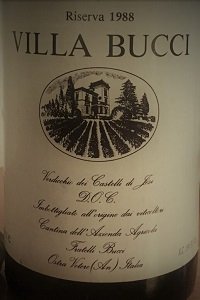 Riserva 1988
VILLA BUCCI
Verdicchio dei Castelli di Jesi
D.O.C.
Imbottigliato all'origine dai viticoltori
Cantina dell'Azienda Agricola
Fratelli Bucci
Ostra Vetere (An) Italia